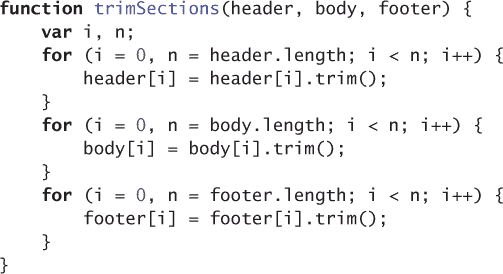 function trimSections(header, body, footer) {
    var i, n;
    for (i = 0, n = header.length; i < n; i++) {
        header[i] = header[i].trim();
    }
    for (i = 0, n = body.length; i < n; i++) {
        body[i] = body[i].trim();
    }
    for (i = 0, n = footer.length; i < n; i++) {
        footer[i] = footer[i].trim();
    }
}